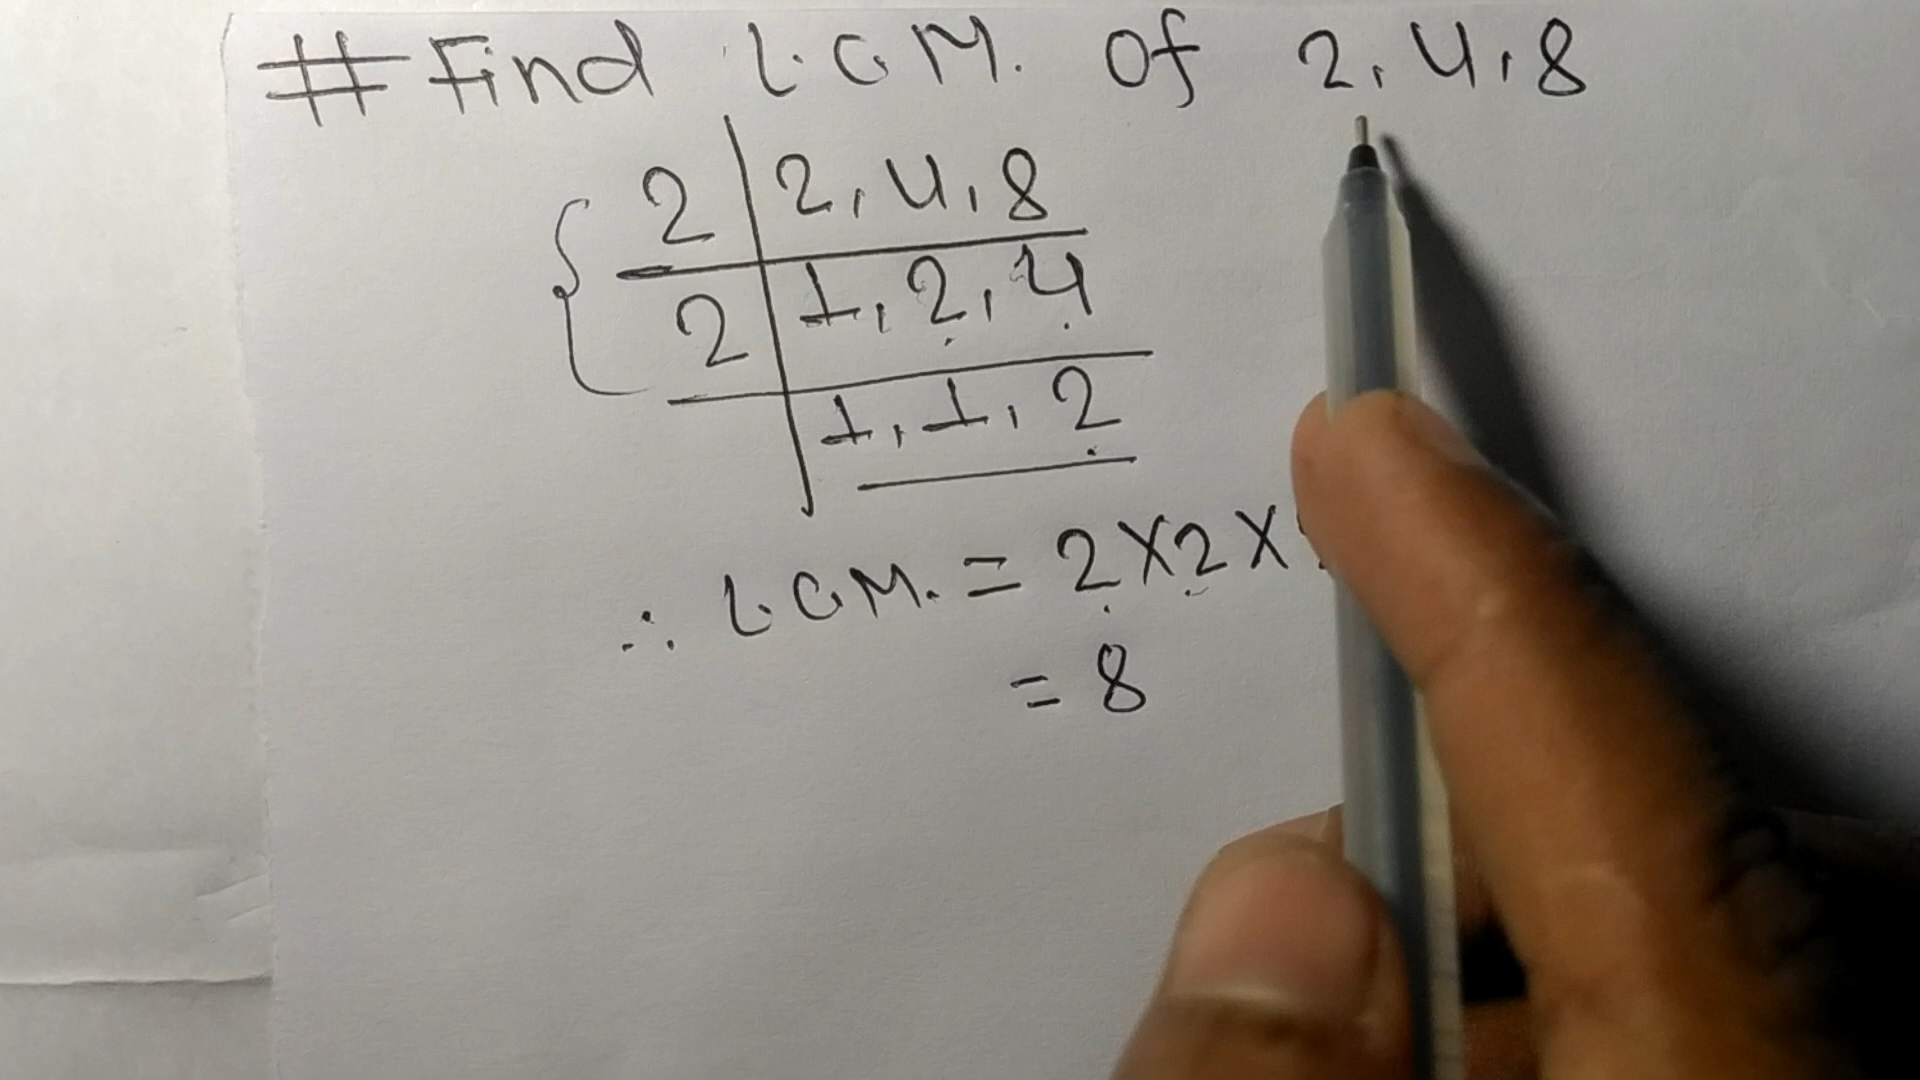 # Find L.C.M. of 2, 4, 8
2 | 2, 4, 8
2 | 1, 2, 4
1, 1, 2
∴ L.C.M. = 2 × 2 ×
= 8